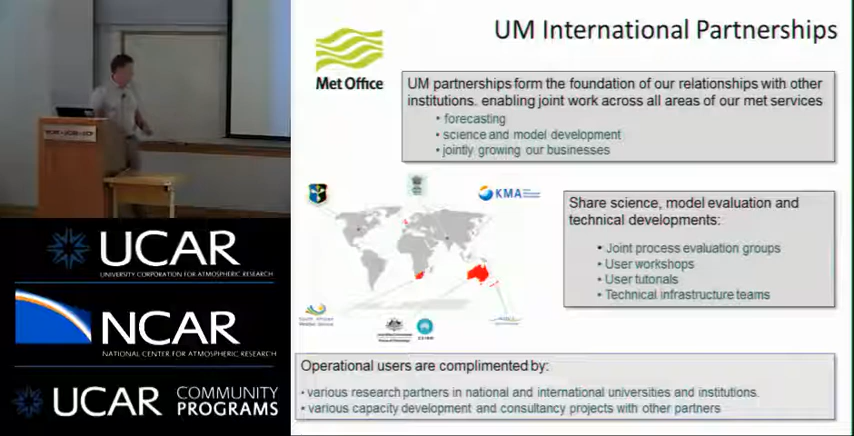 UM International Partnerships
Met Office
UM partnerships form the foundation of our relationships with other
institutions. enabling joint work across all areas of our met services
• forecasting
• science and model development
• jointly growing our businesses
KMA
Share science, model evaluation and
technical developments:
• Joint process evaluation groups
• User workshops
• User tutorials
• Technical infrastructure teams
UCAR
UNIVERSITY CORPORATION FOR ATMOSPHERIC RESEARCH
NCAR
NATIONAL CENTER FOR ATMOSPHERIC RESEARCH
UCAR COMMUNITY
PROGRAMS
Operational users are complimented by:
• various research partners in national and international universities and institutions.
• various capacity development and consultancy projects with other partners